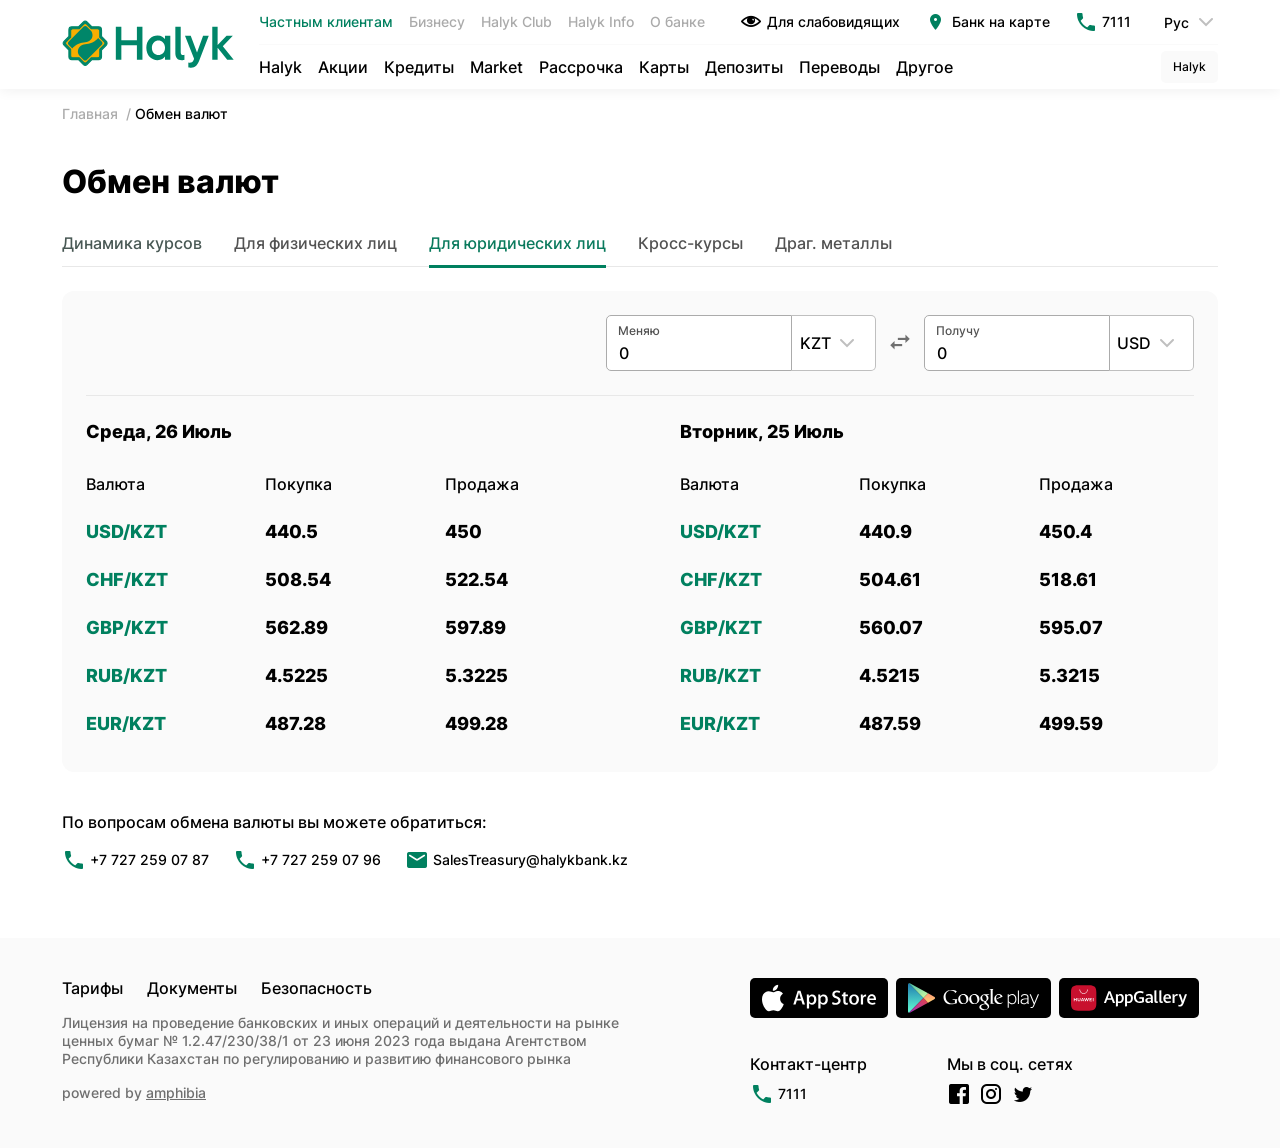 Halyk
Частным клиентам Бизнесу Halyk Club Halyk Info О банке Для слабовидящих Банк на карте 7111 Рус
Halyk Акции Кредиты Market Рассрочка Карты Депозиты Переводы Другое Halyk
Главная / Обмен валют
Обмен валют
Динамика курсов Для физических лиц Для юридических лиц Кросс-курсы Драг. металлы
Меняю Получу
0 KZT 0 USD
Среда, 26 Июль Вторник, 25 Июль
Валюта Покупка Продажа Валюта Покупка Продажа
USD/KZT 440.5 450 USD/KZT 440.9 450.4
CHF/KZT 508.54 522.54 CHF/KZT 504.61 518.61
GBP/KZT 562.89 597.89 GBP/KZT 560.07 595.07
RUB/KZT 4.5225 5.3225 RUB/KZT 4.5215 5.3215
EUR/KZT 487.28 499.28 EUR/KZT 487.59 499.59
По вопросам обмена валюты вы можете обратиться:
+7 727 259 07 87 +7 727 259 07 96 SalesTreasury@halykbank.kz
Тарифы Документы Безопасность
Лицензия на проведение банковских и иных операций и деятельности на рынке
ценных бумаг № 1.2.47/230/38/1 от 23 июня 2023 года выдана Агентством
Республики Казахстан по регулированию и развитию финансового рынка
powered by amphibia
App Store Google play HUAWEI AppGallery
Контакт-центр Мы в соц. сетях
7111